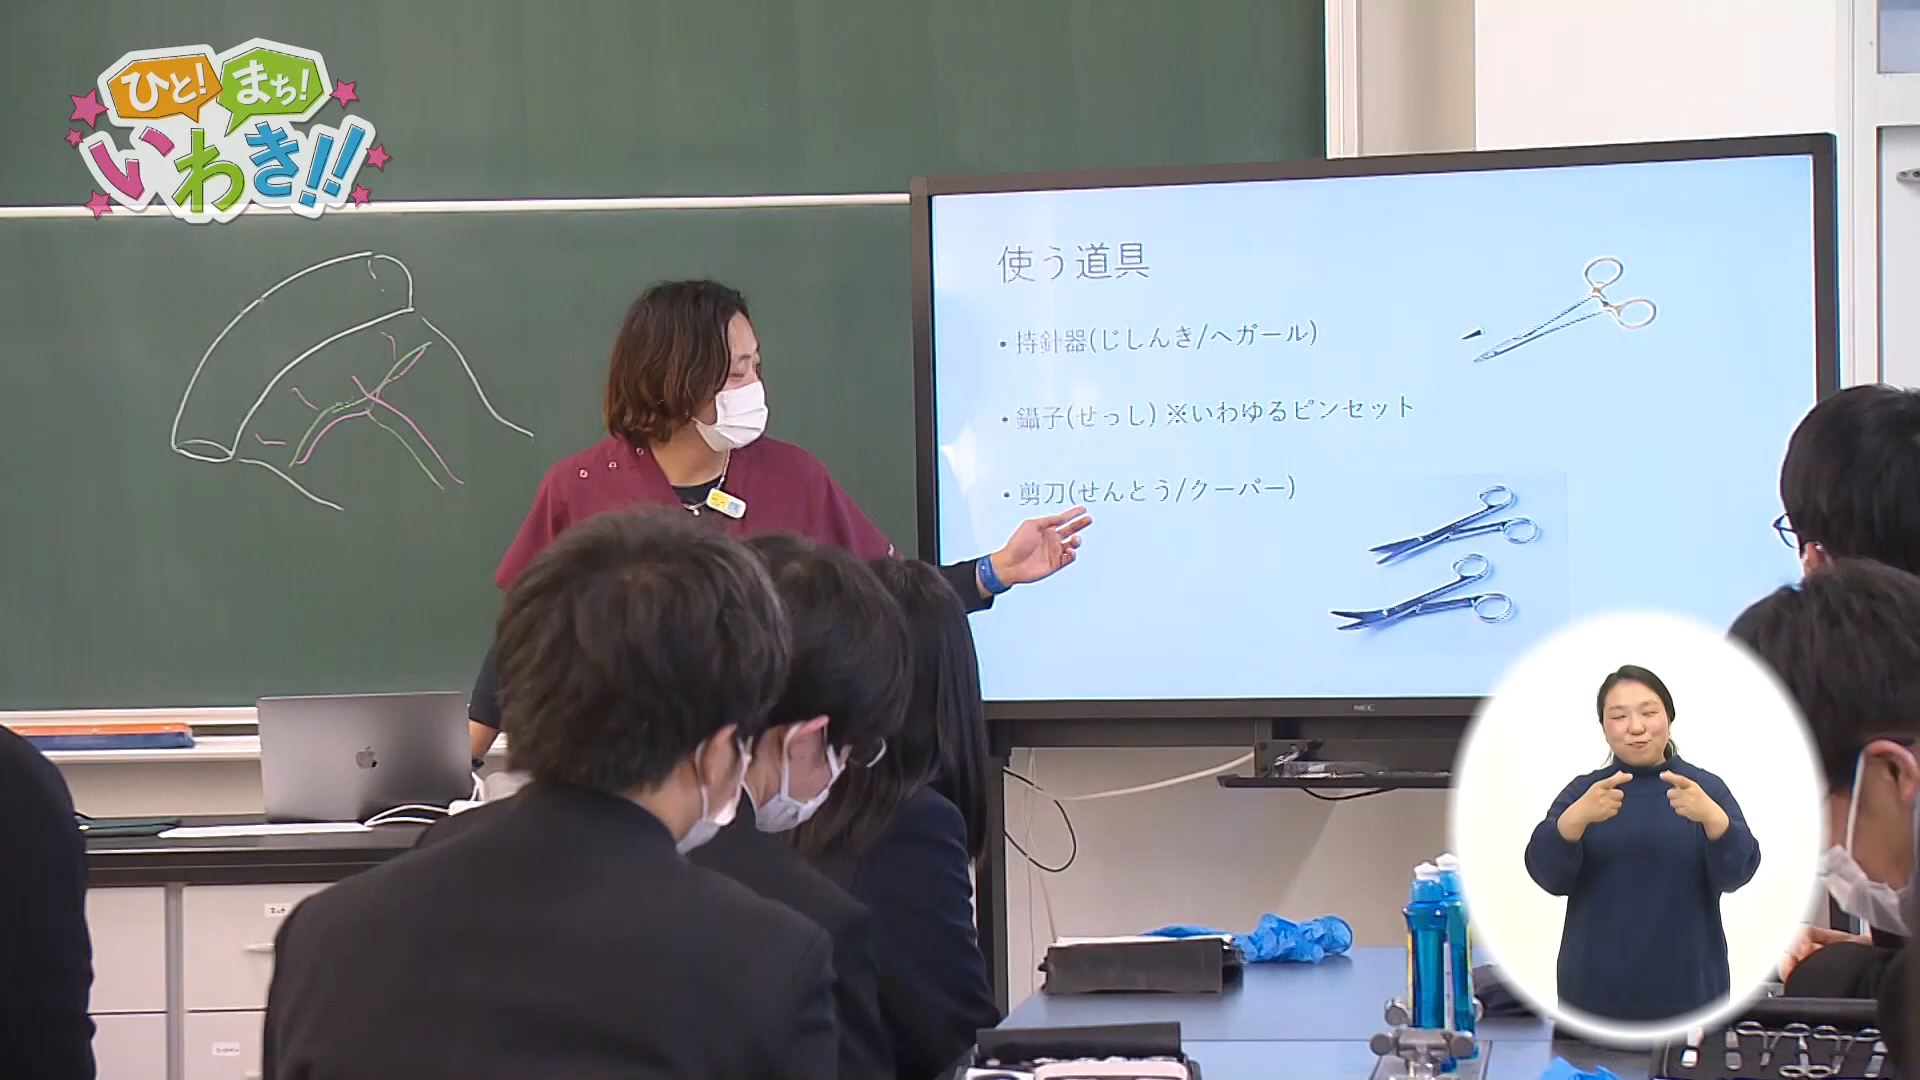 ひと! まち!
いわき!!
使う道具
・持針器(じしんき/ヘガール)
・鑷子(せっし) ※いわゆるピンセット
・剪刀(せんとう/クーパー)
NEC